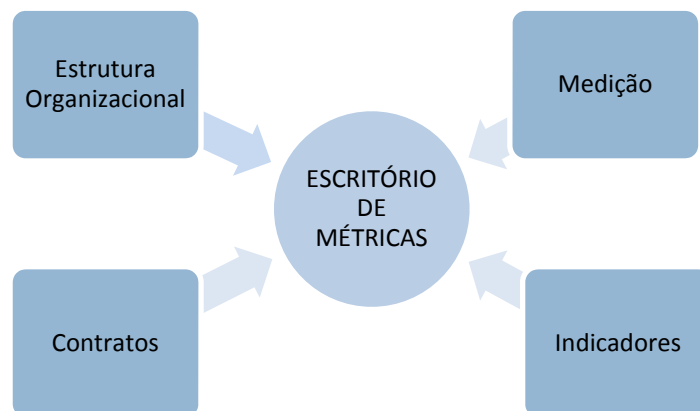 Estrutura
Organizacional
Medição
ESCRITÓRIO
DE
MÉTRICAS
Contratos
Indicadores